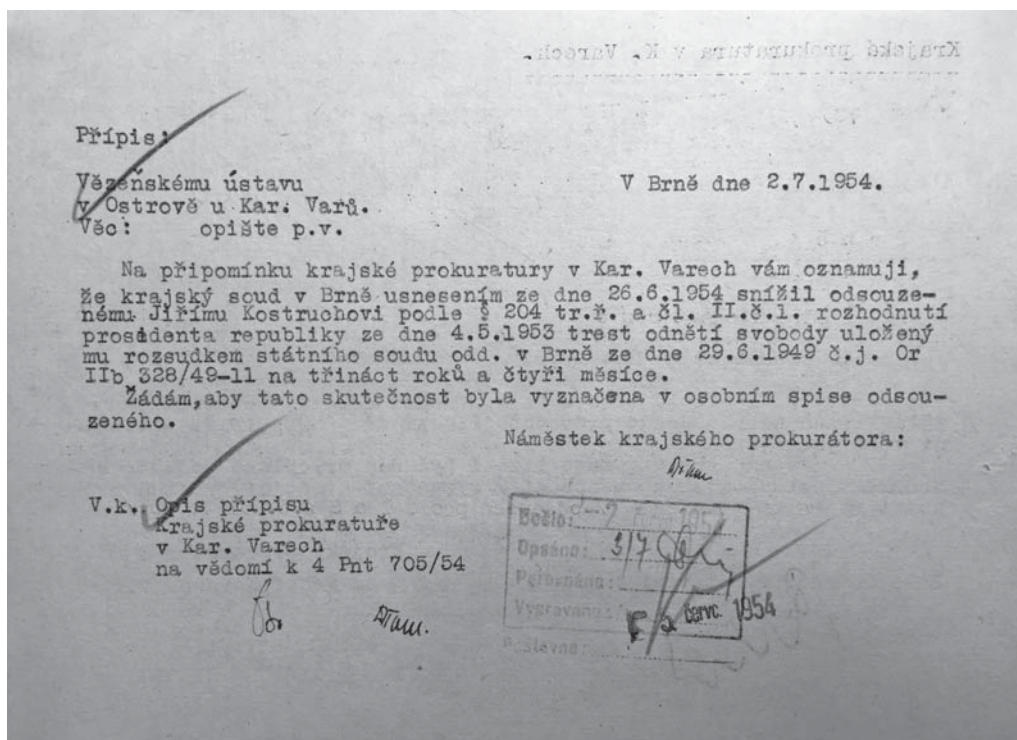 Krajská prokuratura v K. Varech.
Přípis:
Vězeňskému ústavu
v Ostrově u Kar. Varů.
V Brně dne 2.7.1954.
Věc: opište p.v.
Na připomínku krajské prokuratury v Kar. Varech vám oznamuji,
že krajský soud v Brně usnesením ze dne 26.6.1954 snížil odsouze-
nému Jiřímu Kostruchovi podle § 204 tr.ř. a čl. II.č.1. rozhodnutí
presidenta republiky ze dne 4.5.1953 trest odnětí svobody uložený
mu rozsudkem státního soudu odd. v Brně ze dne 29.6.1949 č.j. Or
IIb 328/49-11 na třináct roků a čtyři měsíce.
Žádám,aby tato skutečnost byla vyznačena v osobním spise odsou-
zeného.
Náměstek krajského prokurátora:
V.k. Opis přípisu
Krajské prokuratuře
v Kar. Varech
na vědomí k 4 Pnt 705/54
Došlo:
Opsáno: 3/7
Porovnáno:
Vypraveno: červc. 1954